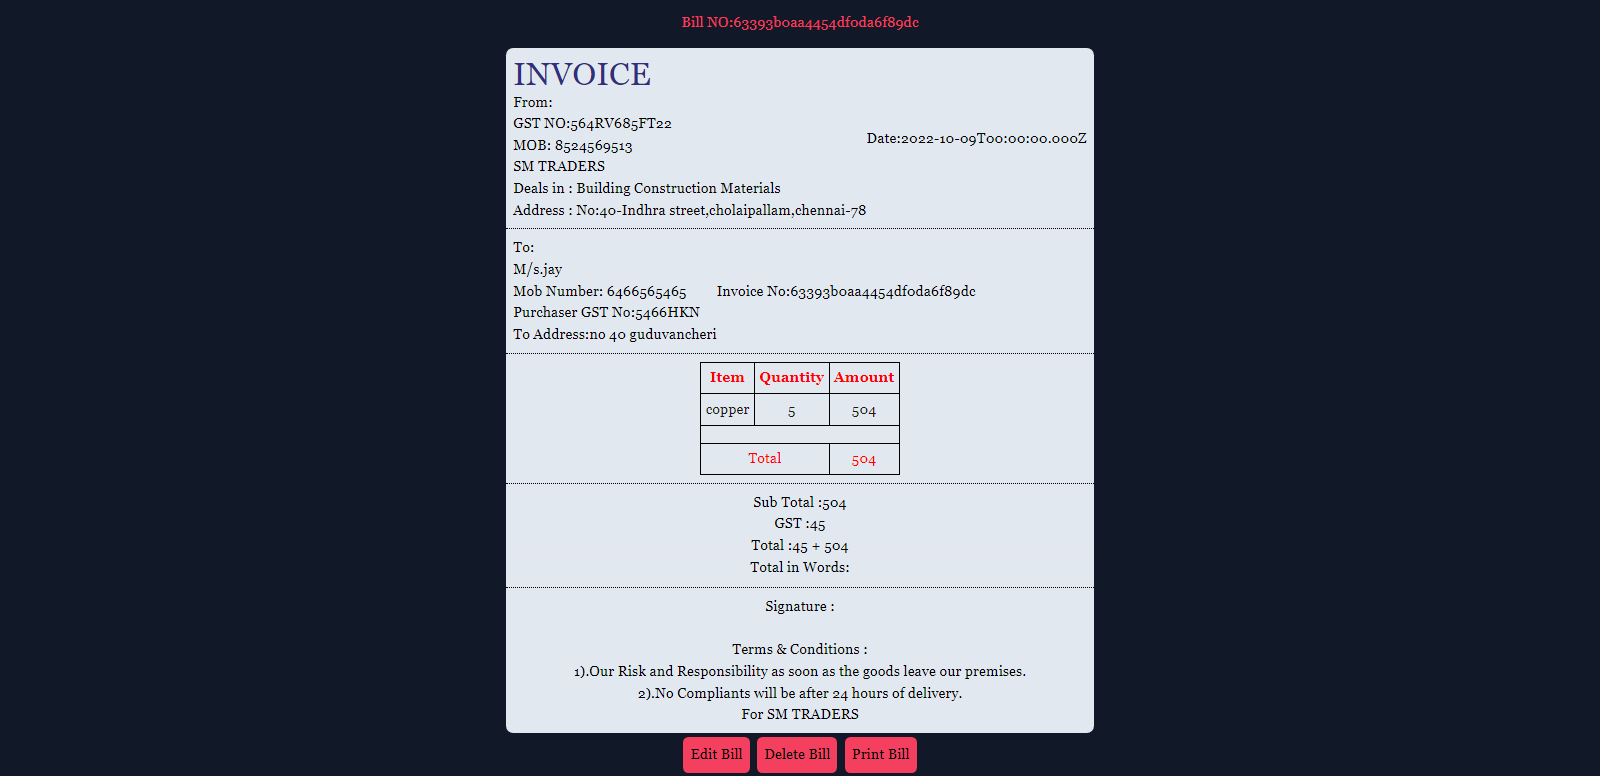 Bill NO:63393b0aa4454df0da6f89dc
INVOICE
From:
GST NO:564RV685FT22
MOB: 8524569513
SM TRADERS
Deals in : Building Construction Materials
Address : No:40-Indhra street,cholaipallam,chennai-78
Date:2022-10-09T00:00:00.000Z
To:
M/s.jay
Mob Number: 6466565465
Purchaser GST No:5466HKN
To Address:no 40 guduvancheri
Invoice No:63393b0aa4454df0da6f89dc
Item Quantity Amount
copper 5 504
Total 504
Sub Total :504
GST :45
Total :45 + 504
Total in Words:
Signature :
Terms & Conditions :
1).Our Risk and Responsibility as soon as the goods leave our premises.
2).No Compliants will be after 24 hours of delivery.
For SM TRADERS
Edit Bill Delete Bill Print Bill